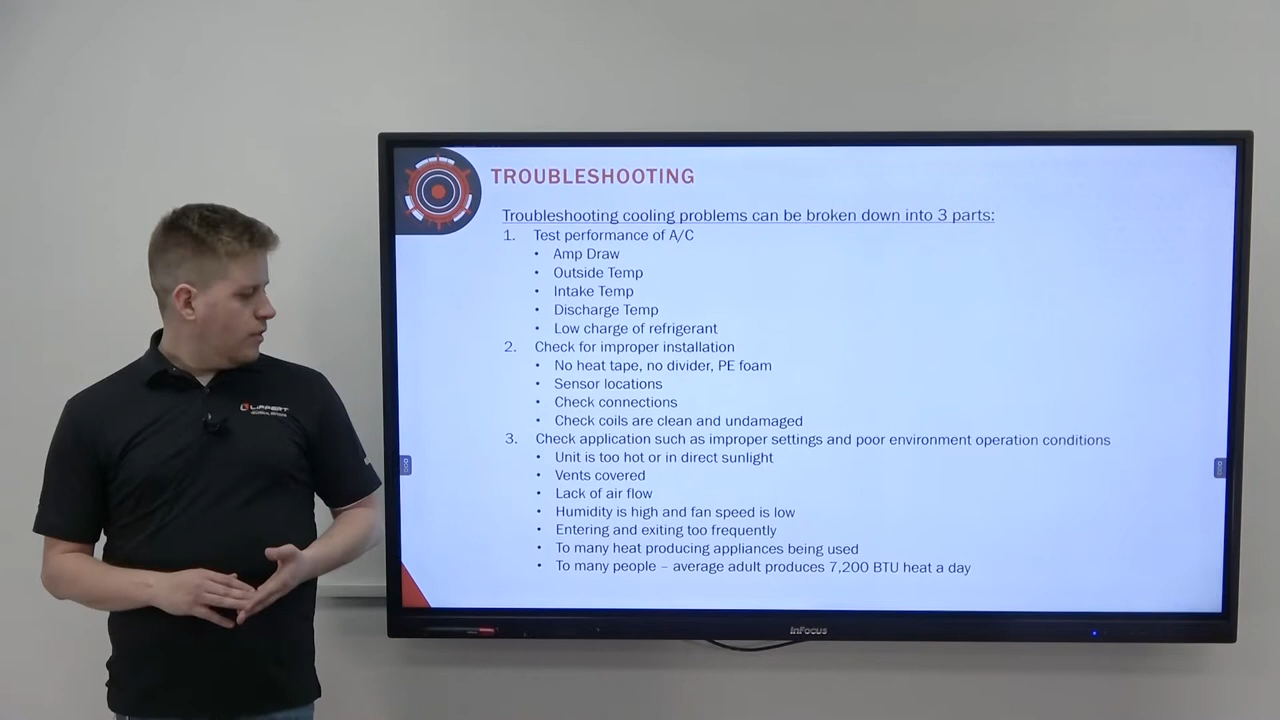 TROUBLESHOOTING
Troubleshooting cooling problems can be broken down into 3 parts:
1. Test performance of A/C
• Amp Draw
• Outside Temp
• Intake Temp
• Discharge Temp
• Low charge of refrigerant
2. Check for improper installation
• No heat tape, no divider, PE foam
• Sensor locations
• Check connections
• Check coils are clean and undamaged
3. Check application such as improper settings and poor environment operation conditions
• Unit is too hot or in direct sunlight
• Vents covered
• Lack of air flow
• Humidity is high and fan speed is low
• Entering and exiting too frequently
• To many heat producing appliances being used
• To many people – average adult produces 7,200 BTU heat a day
LIPPERT
InFocus